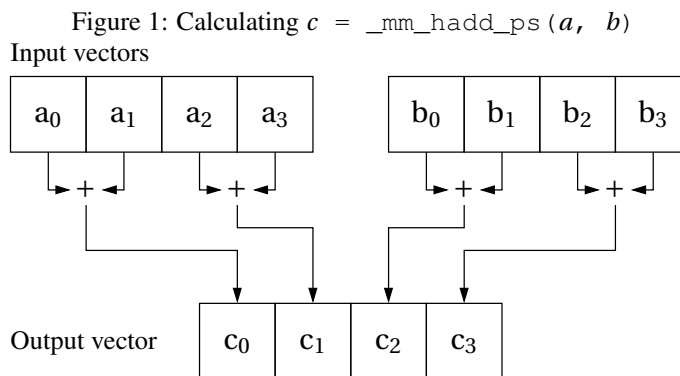 Figure 1: Calculating c = _mm_hadd_ps(a, b)
Input vectors
a₀ a₁ a₂ a₃ b₀ b₁ b₂ b₃
+ + + +
Output vector c₀ c₁ c₂ c₃